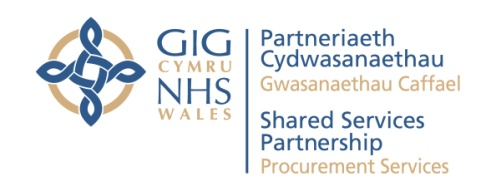 GIG
CYMRU
NHS
WALES
Partneriaeth
Cydwasanaethau
Gwasanaethau Caffael
Shared Services
Partnership
Procurement Services